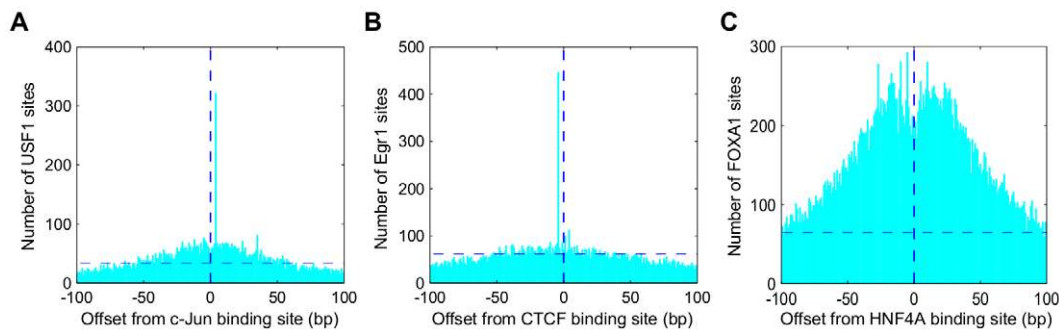 A
B
C
400
300
200
100
0
Number of USF1 sites
-100 -50 0 50 100
Offset from c-Jun binding site (bp)
500
400
300
200
100
0
Number of Egr1 sites
-100 -50 0 50 100
Offset from CTCF binding site (bp)
300
200
100
0
Number of FOXA1 sites
-100 -50 0 50 100
Offset from HNF4A binding site (bp)